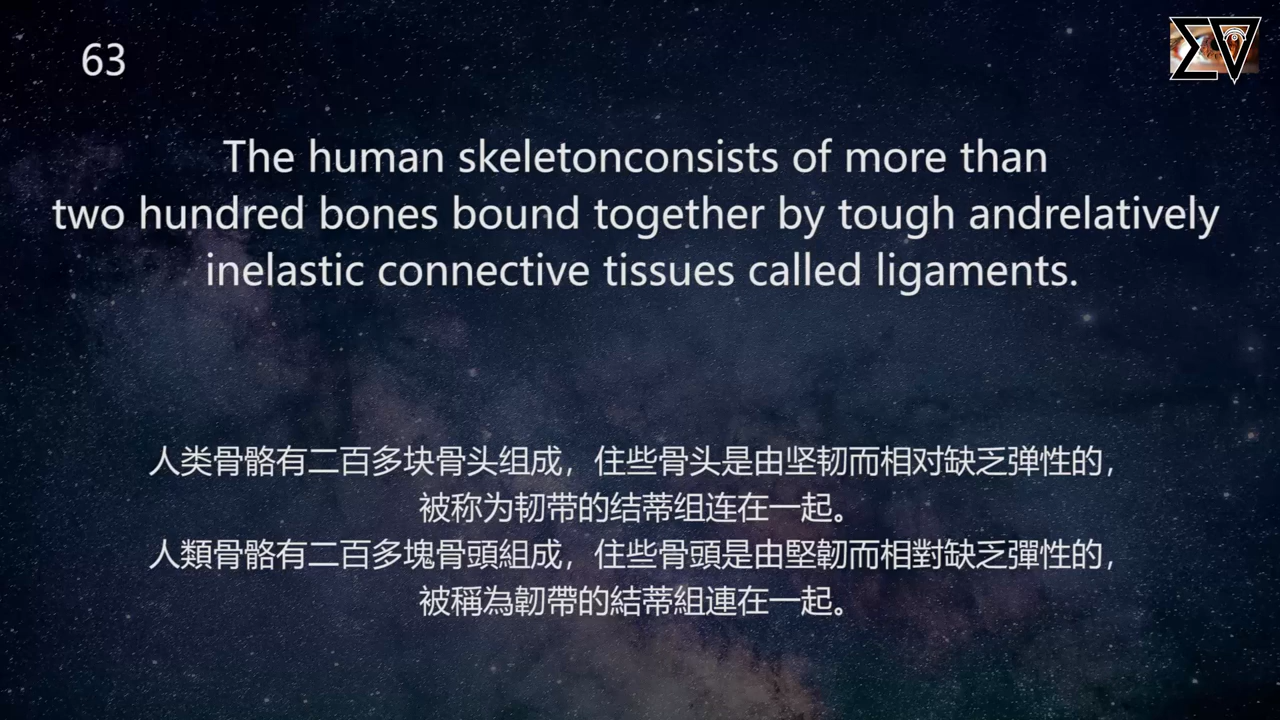 63
The human skeletonconsists of more than
two hundred bones bound together by tough andrelatively
inelastic connective tissues called ligaments.
人类骨骼有二百多块骨头组成，住些骨头是由坚韧而相对缺乏弹性的，
被称为韧带的结蒂组连在一起。
人類骨骼有二百多塊骨頭組成，住些骨頭是由堅韌而相對缺乏彈性的，
被稱為韌帶的結蒂組連在一起。